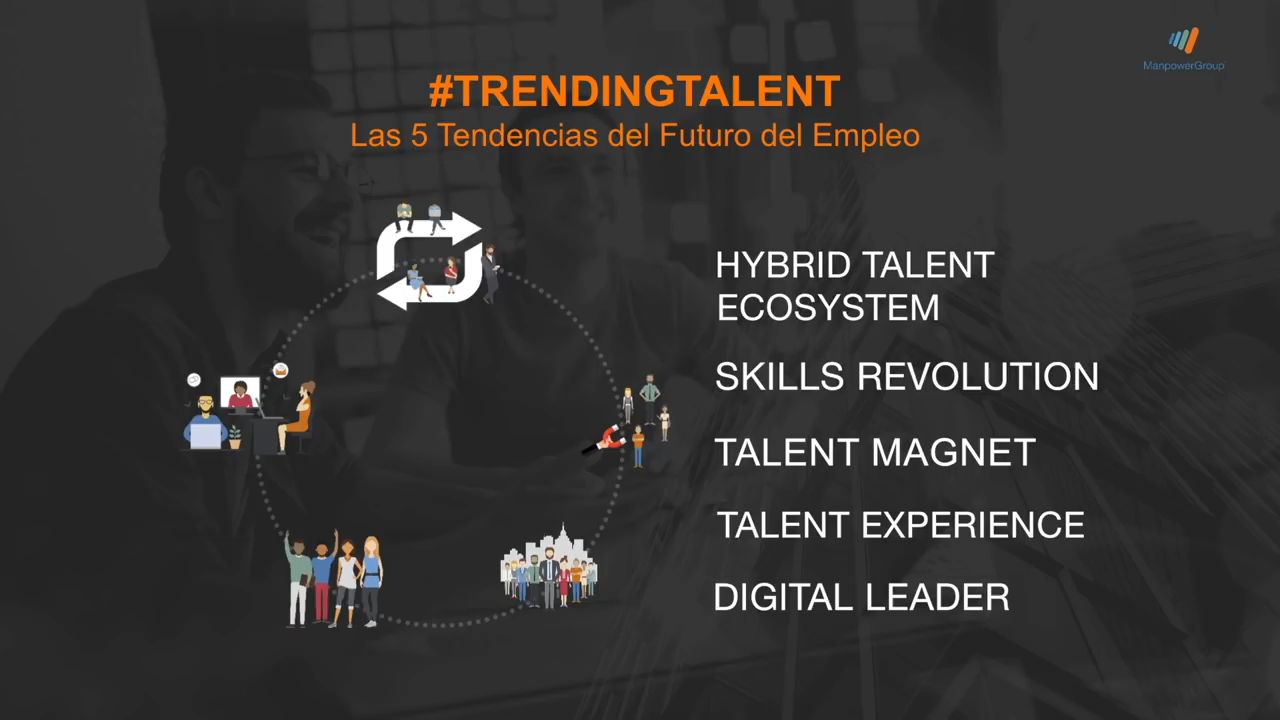 ManpowerGroup
#TRENDINGTALENT
Las 5 Tendencias del Futuro del Empleo
HYBRID TALENT
ECOSYSTEM
SKILLS REVOLUTION
TALENT MAGNET
TALENT EXPERIENCE
DIGITAL LEADER